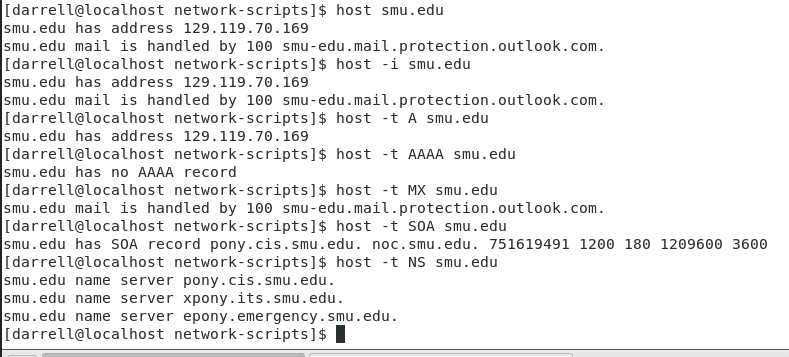 [darrell@localhost network-scripts]$ host smu.edu
smu.edu has address 129.119.70.169
smu.edu mail is handled by 100 smu-edu.mail.protection.outlook.com.
[darrell@localhost network-scripts]$ host -i smu.edu
smu.edu has address 129.119.70.169
smu.edu mail is handled by 100 smu-edu.mail.protection.outlook.com.
[darrell@localhost network-scripts]$ host -t A smu.edu
smu.edu has address 129.119.70.169
[darrell@localhost network-scripts]$ host -t AAAA smu.edu
smu.edu has no AAAA record
[darrell@localhost network-scripts]$ host -t MX smu.edu
smu.edu mail is handled by 100 smu-edu.mail.protection.outlook.com.
[darrell@localhost network-scripts]$ host -t SOA smu.edu
smu.edu has SOA record pony.cis.smu.edu. noc.smu.edu. 751619491 1200 180 1209600 3600
[darrell@localhost network-scripts]$ host -t NS smu.edu
smu.edu name server pony.cis.smu.edu.
smu.edu name server xpony.its.smu.edu.
smu.edu name server epony.emergency.smu.edu.
[darrell@localhost network-scripts]$